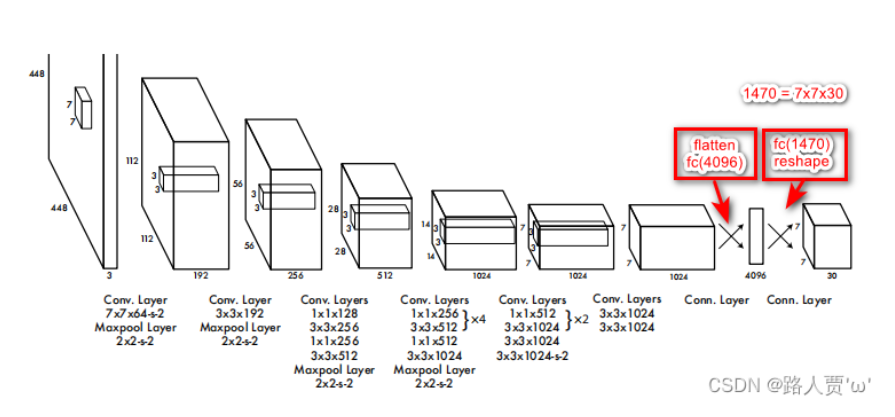 1470 = 7x7x30
flatten
fc(4096)
fc(1470)
reshape
448
7
7
448
3
112
3
3
112
192
56
3
3
56
256
28
3
3
28
512
14
3
3
14
1024
7
3
3
7
1024
7
7
1024
4096
7
7
30
Conv. Layer
7x7x64-s-2
Maxpool Layer
2x2-s-2
Conv. Layer
3x3x192
Maxpool Layer
2x2-s-2
Conv. Layers
1x1x128
3x3x256
1x1x256
3x3x512
Maxpool Layer
2x2-s-2
Conv. Layers
1x1x256
3x3x512
}×4
1x1x512
3x3x1024
Maxpool Layer
2x2-s-2
Conv. Layers
1x1x512
3x3x1024
}×2
3x3x1024
3x3x1024-s-2
Conv. Layers
3x3x1024
3x3x1024
Conn. Layer
Conn. Layer
CSDN @路人贾'ω'